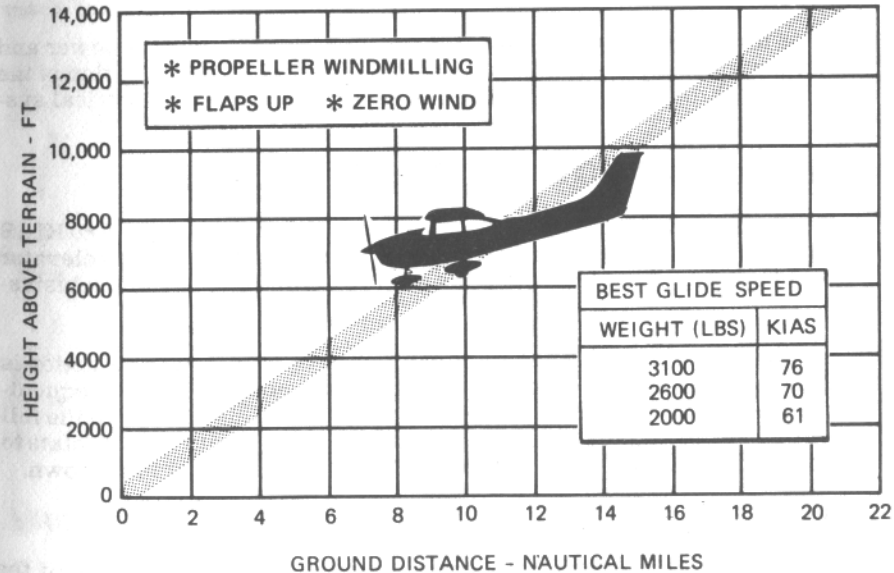 14,000
12,000
10,000
8000
6000
4000
2000
0
HEIGHT ABOVE TERRAIN - FT
* PROPELLER WINDMILLING
* FLAPS UP * ZERO WIND
BEST GLIDE SPEED
WEIGHT (LBS) KIAS
3100 76
2600 70
2000 61
0 2 4 6 8 10 12 14 16 18 20 22
GROUND DISTANCE - NAUTICAL MILES